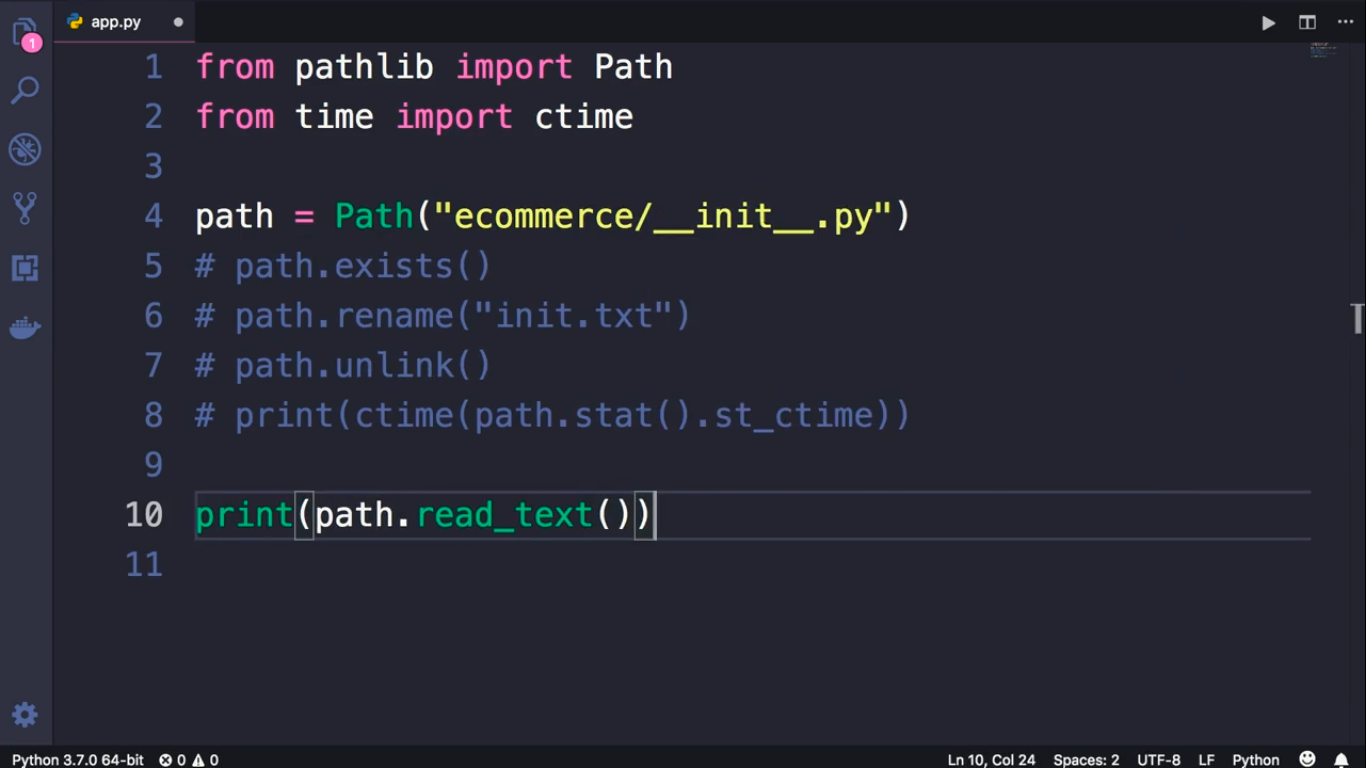 app.py
1
1 from pathlib import Path
2 from time import ctime
3
4 path = Path("ecommerce/__init__.py")
5 # path.exists()
6 # path.rename("init.txt")
7 # path.unlink()
8 # print(ctime(path.stat().st_ctime))
9
10 print(path.read_text())
11
Python 3.7.0 64-bit 0 0 Ln 10, Col 24 Spaces: 2 UTF-8 LF Python